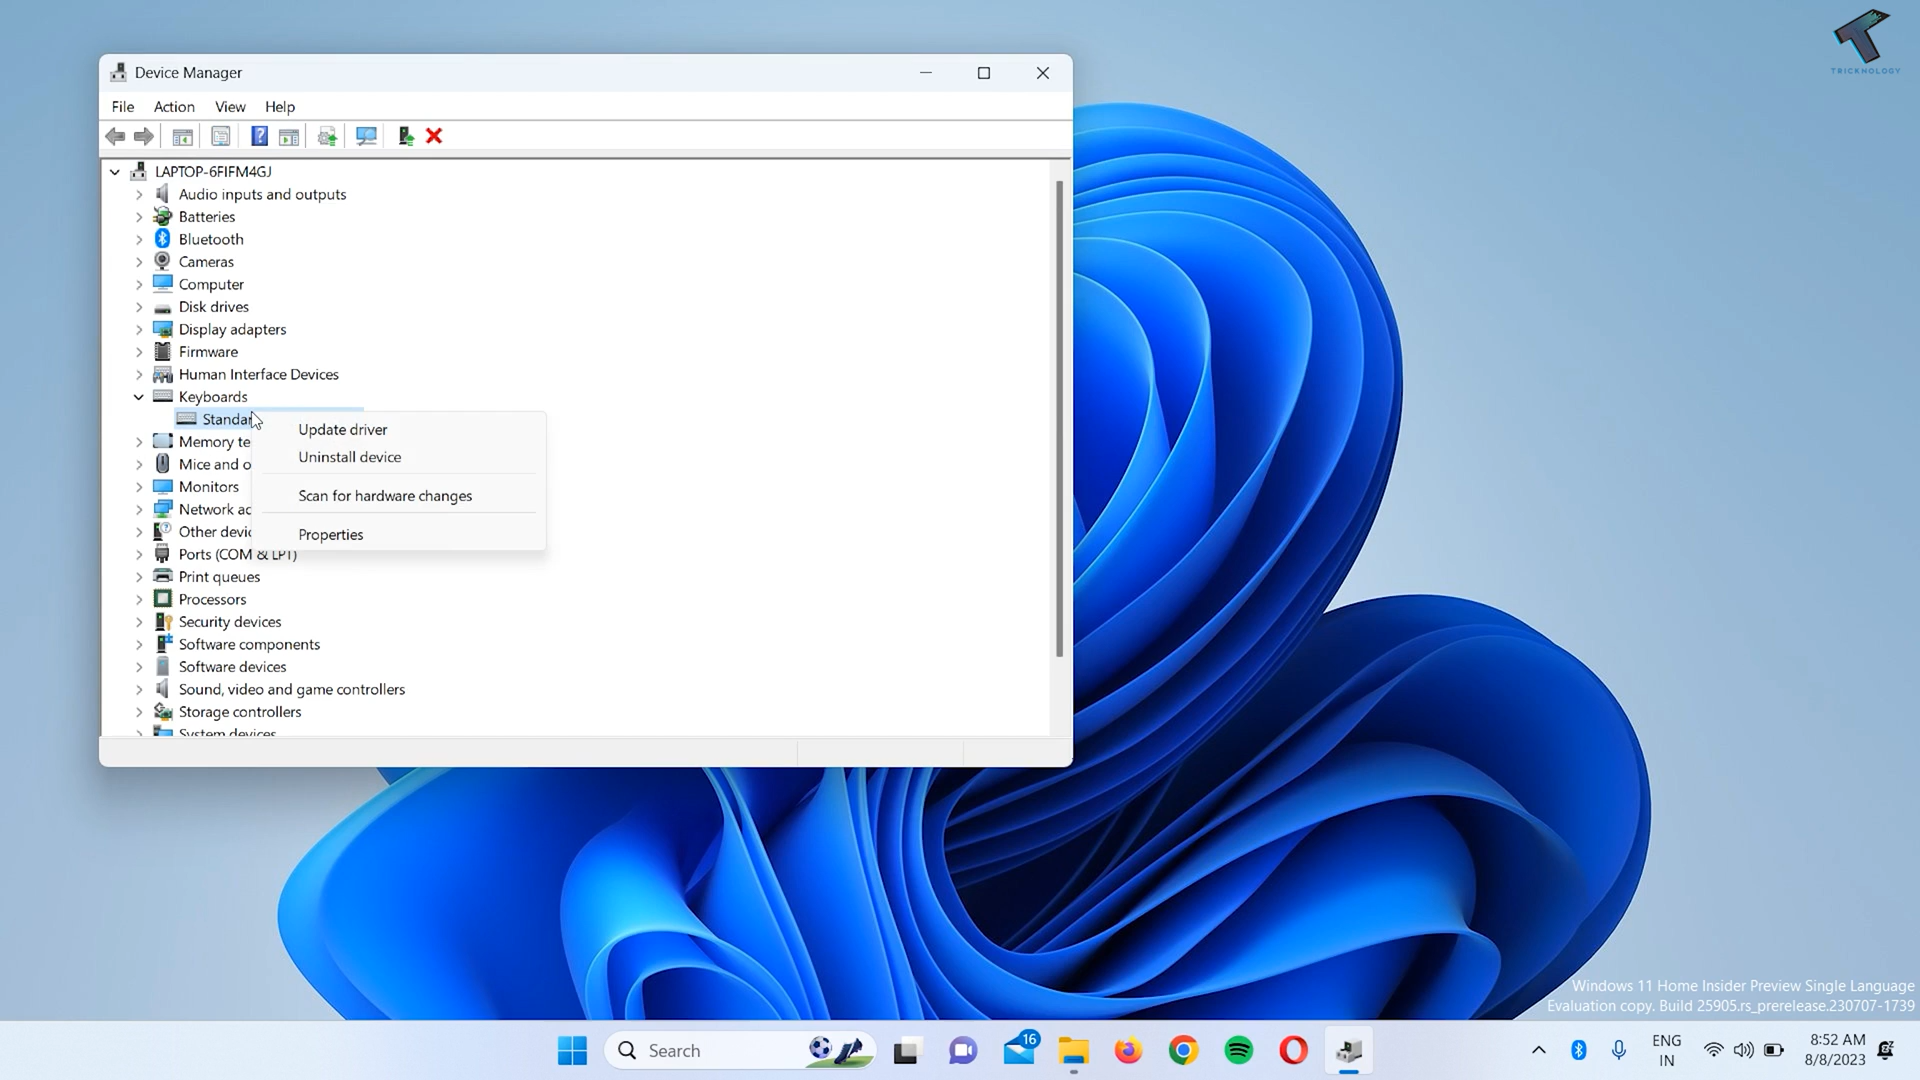 TRICKNOLOGY
Device Manager
File Action View Help
LAPTOP-6FIFM4GJ
Audio inputs and outputs
Batteries
Bluetooth
Cameras
Computer
Disk drives
Display adapters
Firmware
Human Interface Devices
Keyboards
Standar
Update driver
Memory te
Uninstall device
Mice and o
Monitors
Scan for hardware changes
Network ad
Other devic
Properties
Ports (COM & LPT)
Print queues
Processors
Security devices
Software components
Software devices
Sound, video and game controllers
Storage controllers
System devices
Windows 11 Home Insider Preview Single Language
Evaluation copy. Build 25905.rs_prerelease.230707-1739
Search
16
ENG
IN
8:52 AM
8/8/2023